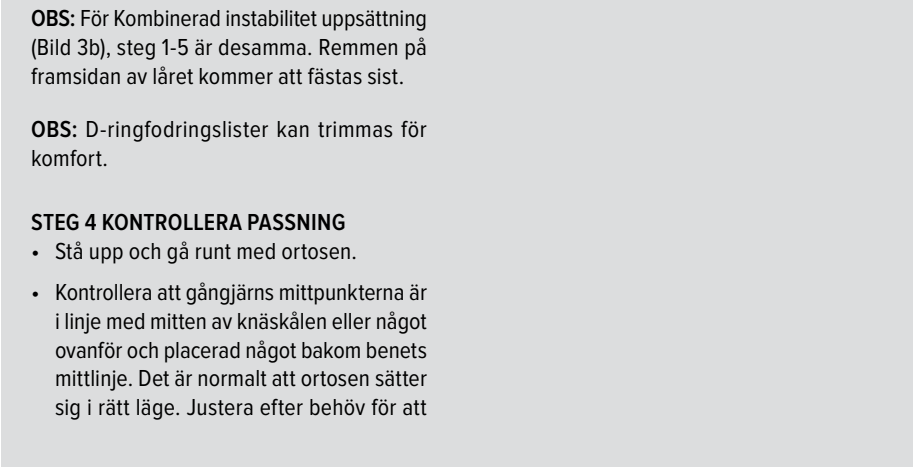 OBS: För Kombinerad instabilitet uppsättning
(Bild 3b), steg 1-5 är desamma. Remmen på
framsidan av låret kommer att fästas sist.
OBS: D-ringfodringslister kan trimmas för
komfort.
STEG 4 KONTROLLERA PASSNING
• Stå upp och gå runt med ortosen.
• Kontrollera att gångjärns mittpunkterna är
i linje med mitten av knäskålen eller något
ovanför och placerad något bakom benets
mittlinje. Det är normalt att ortosen sätter
sig i rätt läge. Justera efter behöv för att